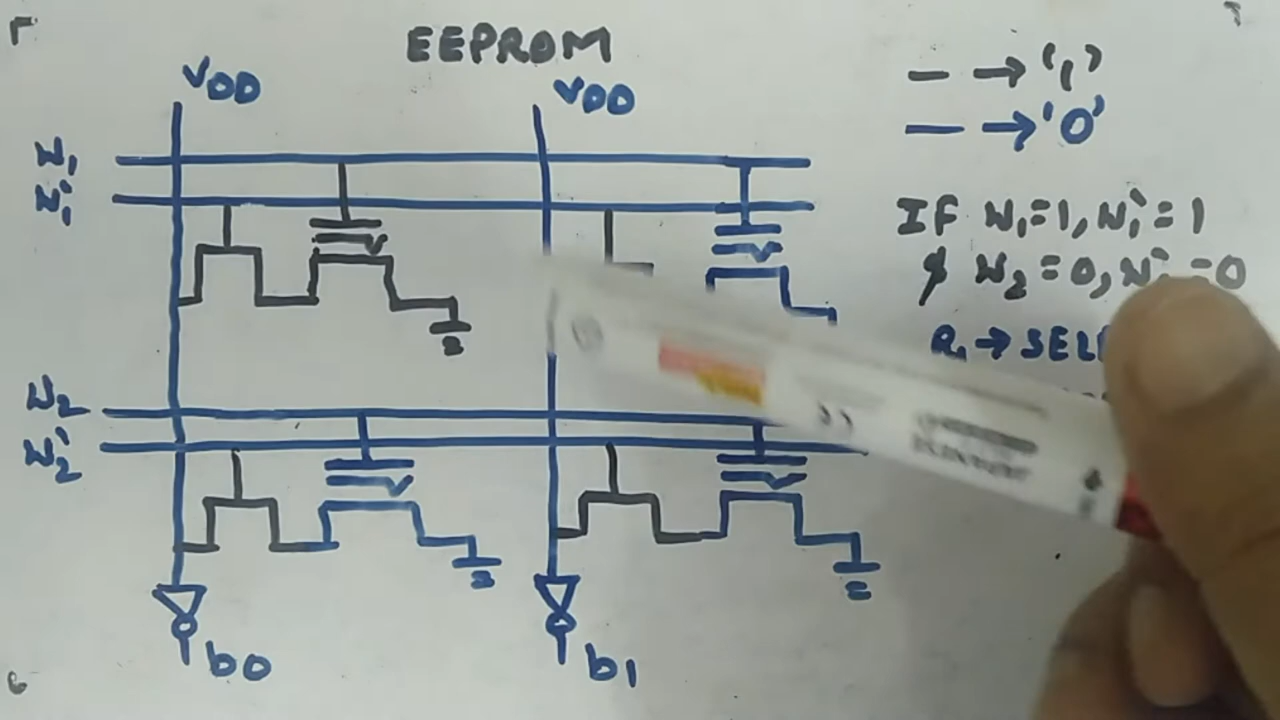 EEPROM
VDD
VDD
— → '1'
— → '0'
W1
W1'
IF W1=1, W1'=1
W2=0, =0
R1 →
W2
W2'
b0
b1